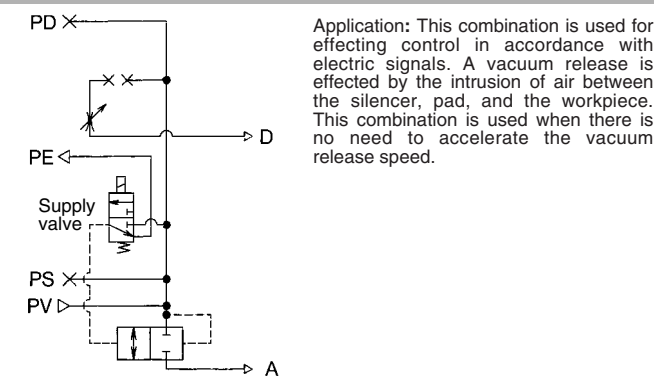 PD
Application: This combination is used for
effecting control in accordance with
electric signals. A vacuum release is
effected by the intrusion of air between
the silencer, pad, and the workpiece.
This combination is used when there is
no need to accelerate the vacuum
release speed.
D
PE
Supply
valve
PS
PV
A